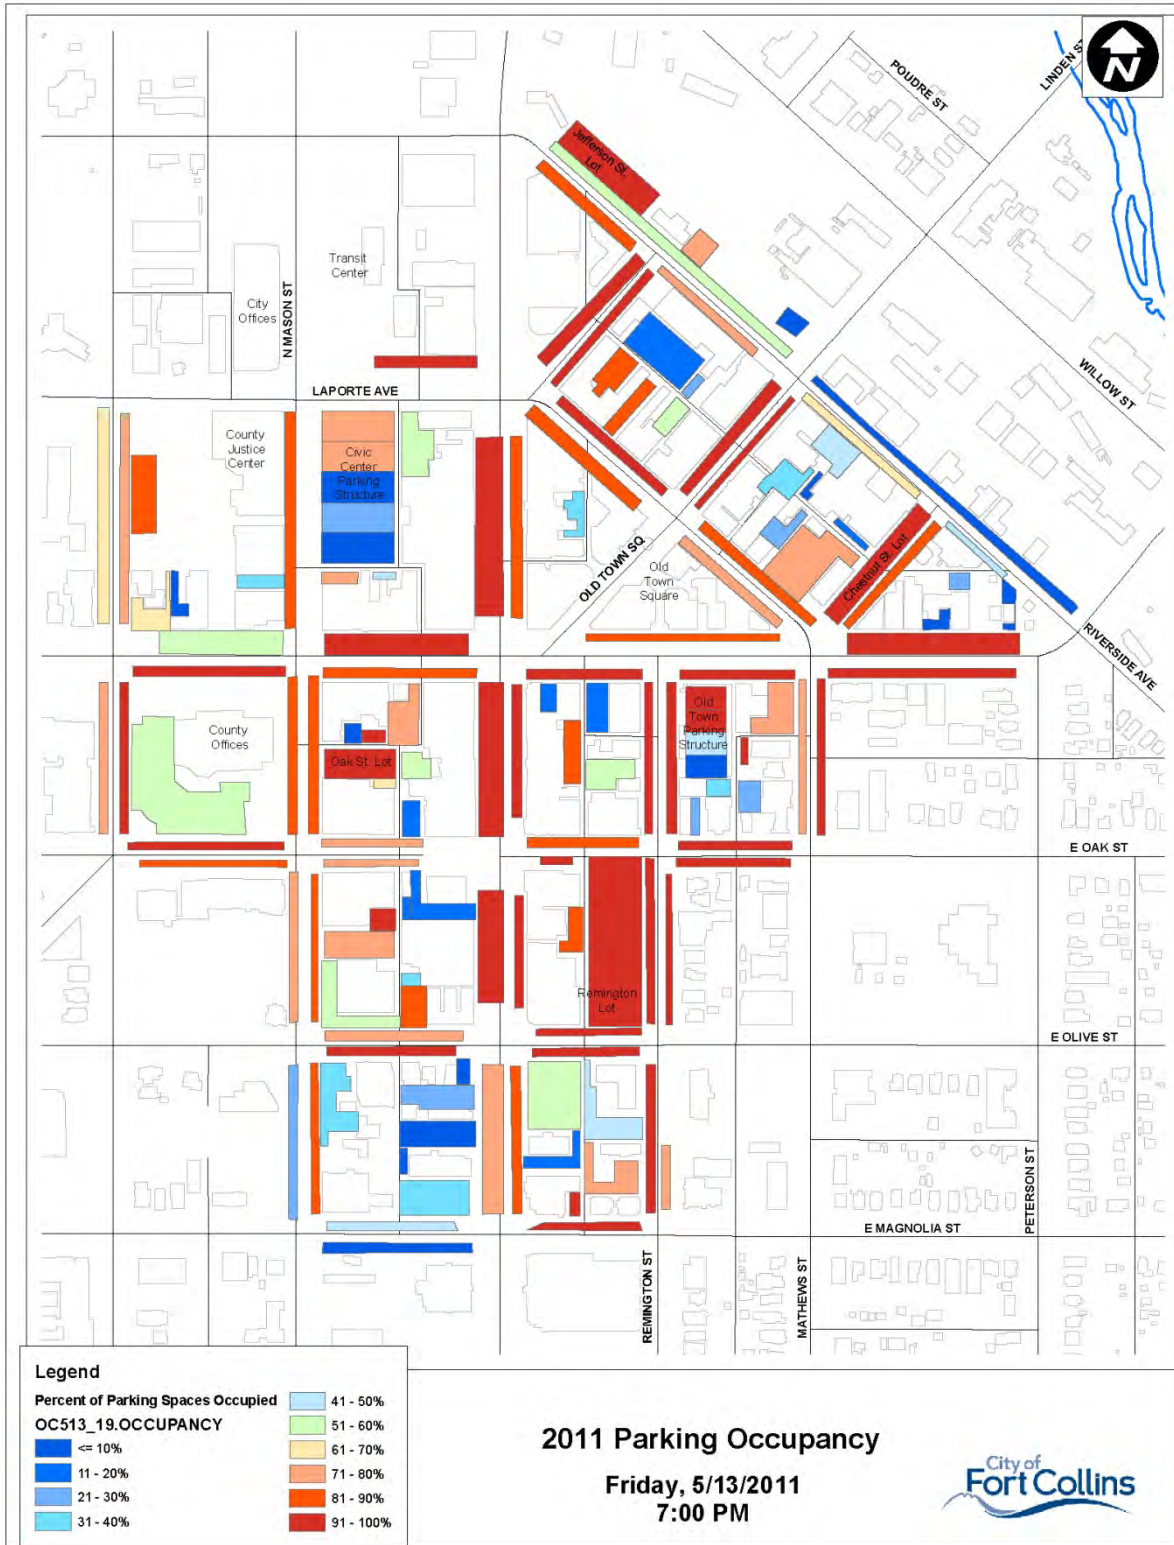 N
LINDEN ST
POUDRE ST
Jefferson St.
Lot
Transit
Center
City
Offices
N MASON ST
WILLOW ST
LAPORTE AVE
County
Justice
Center
Civic
Center
Parking
Structure
OLD TOWN SQ
Old
Town
Square
Chestnut St. Lot
RIVERSIDE AVE
County
Offices
Old
Town
Parking
Structure
Oak St. Lot
E OAK ST
Remington
Lot
E OLIVE ST
PETERSON ST
E MAGNOLIA ST
REMINGTON ST
MATHEWS ST
Legend
Percent of Parking Spaces Occupied
OC513_19.OCCUPANCY
<= 10%
11 - 20%
21 - 30%
31 - 40%
41 - 50%
51 - 60%
61 - 70%
71 - 80%
81 - 90%
91 - 100%
2011 Parking Occupancy
Friday, 5/13/2011
7:00 PM
City of
Fort Collins